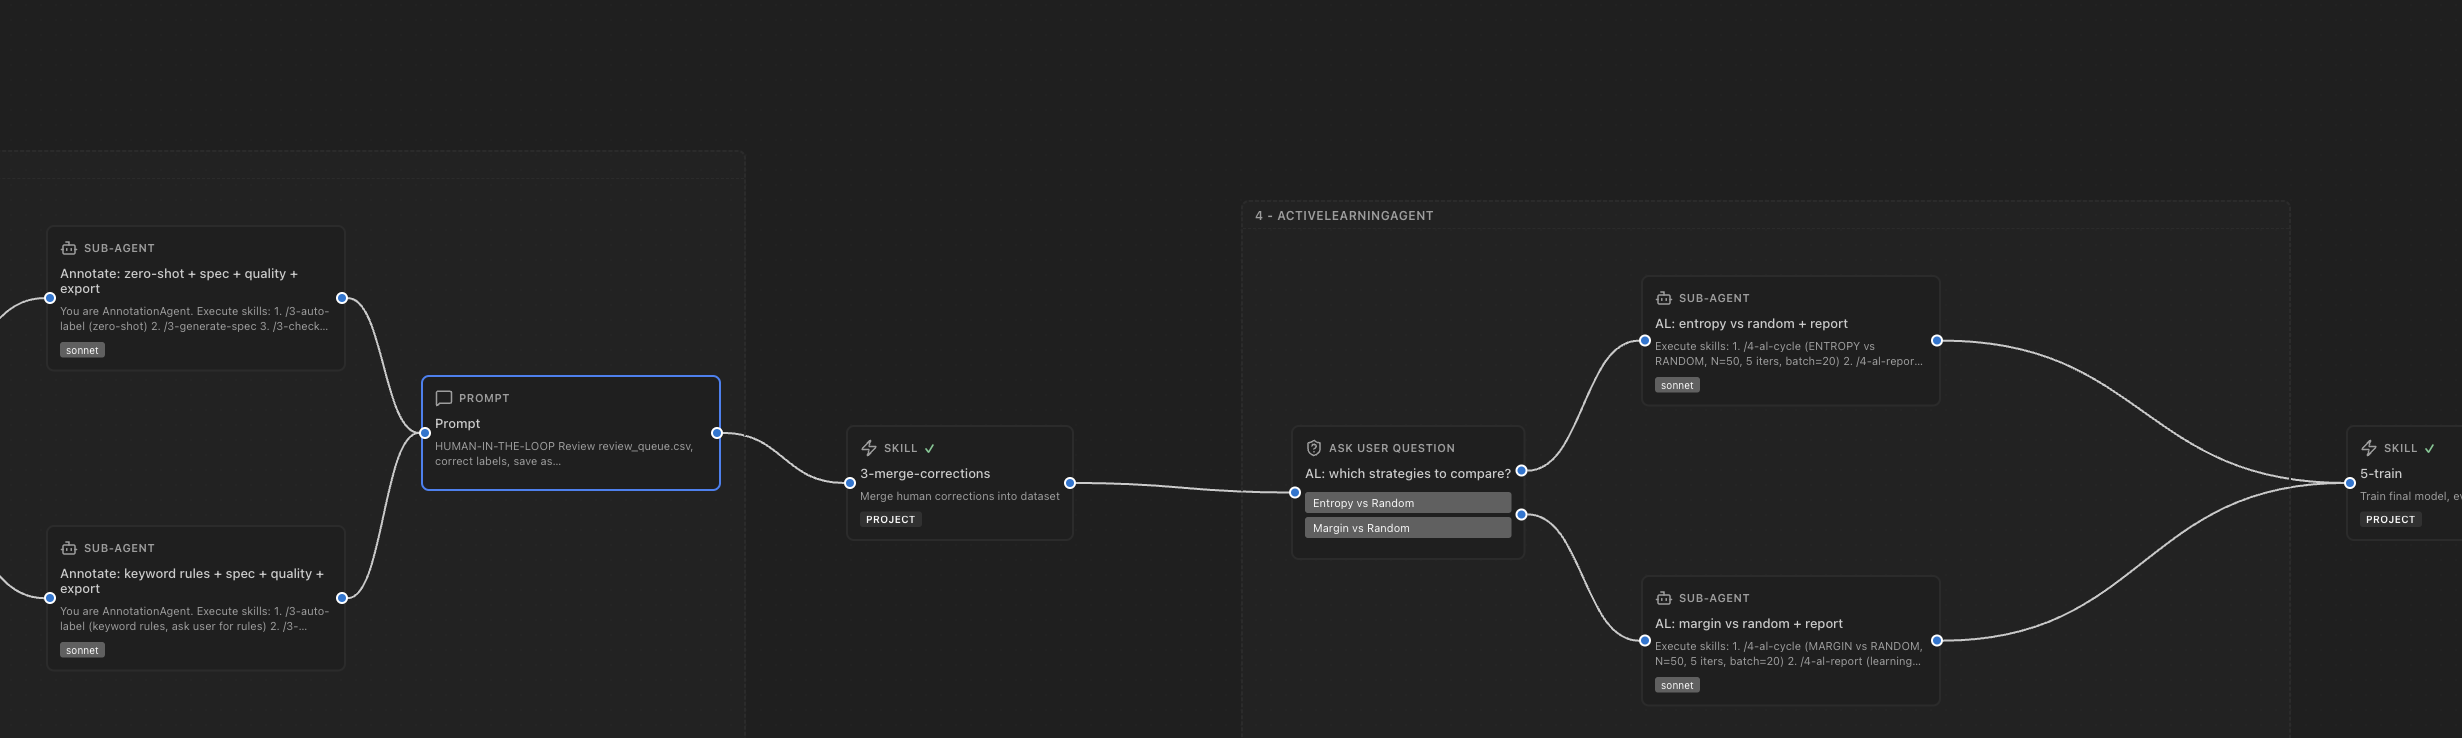 SUB-AGENT
Annotate: zero-shot + spec + quality +
export
You are AnnotationAgent. Execute skills: 1. /3-auto-
label (zero-shot) 2. /3-generate-spec 3. /3-check...
sonnet
SUB-AGENT
Annotate: keyword rules + spec + quality +
export
You are AnnotationAgent. Execute skills: 1. /3-auto-
label (keyword rules, ask user for rules) 2. /3-...
sonnet
PROMPT
Prompt
HUMAN-IN-THE-LOOP Review review_queue.csv,
correct labels, save as...
SKILL ✓
3-merge-corrections
Merge human corrections into dataset
PROJECT
4 - ACTIVELEARNINGAGENT
ASK USER QUESTION
AL: which strategies to compare?
Entropy vs Random
Margin vs Random
SUB-AGENT
AL: entropy vs random + report
Execute skills: 1. /4-al-cycle (ENTROPY vs
RANDOM, N=50, 5 iters, batch=20) 2. /4-al-repor...
sonnet
SUB-AGENT
AL: margin vs random + report
Execute skills: 1. /4-al-cycle (MARGIN vs RANDOM,
N=50, 5 iters, batch=20) 2. /4-al-report (learning...
sonnet
SKILL ✓
5-train
Train final model,
PROJECT